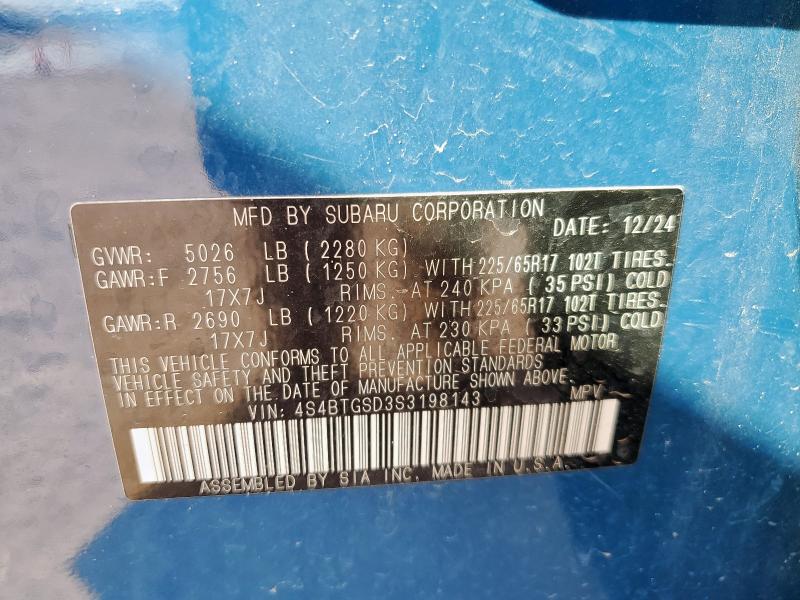 MFD BY SUBARU CORPORATION
DATE: 12/24
GVWR: 5026 LB (2280 KG)
GAWR:F 2756 LB (1250 KG) WITH 225/65R17 102T TIRES.
17X7J RIMS. AT 240 KPA (35 PSI) COLD
GAWR:R 2690 LB (1220 KG) WITH 225/65R17 102T TIRES.
17X7J RIMS. AT 230 KPA (33 PSI) COLD
THIS VEHICLE CONFORMS TO ALL APPLICABLE FEDERAL MOTOR
VEHICLE SAFETY AND THEFT PREVENTION STANDARDS
IN EFFECT ON THE DATE OF MANUFACTURE SHOWN ABOVE.
VIN: 4S4BTGSD3S3198143 MPV
ASSEMBLED BY SIA INC, MADE IN U.S.A.